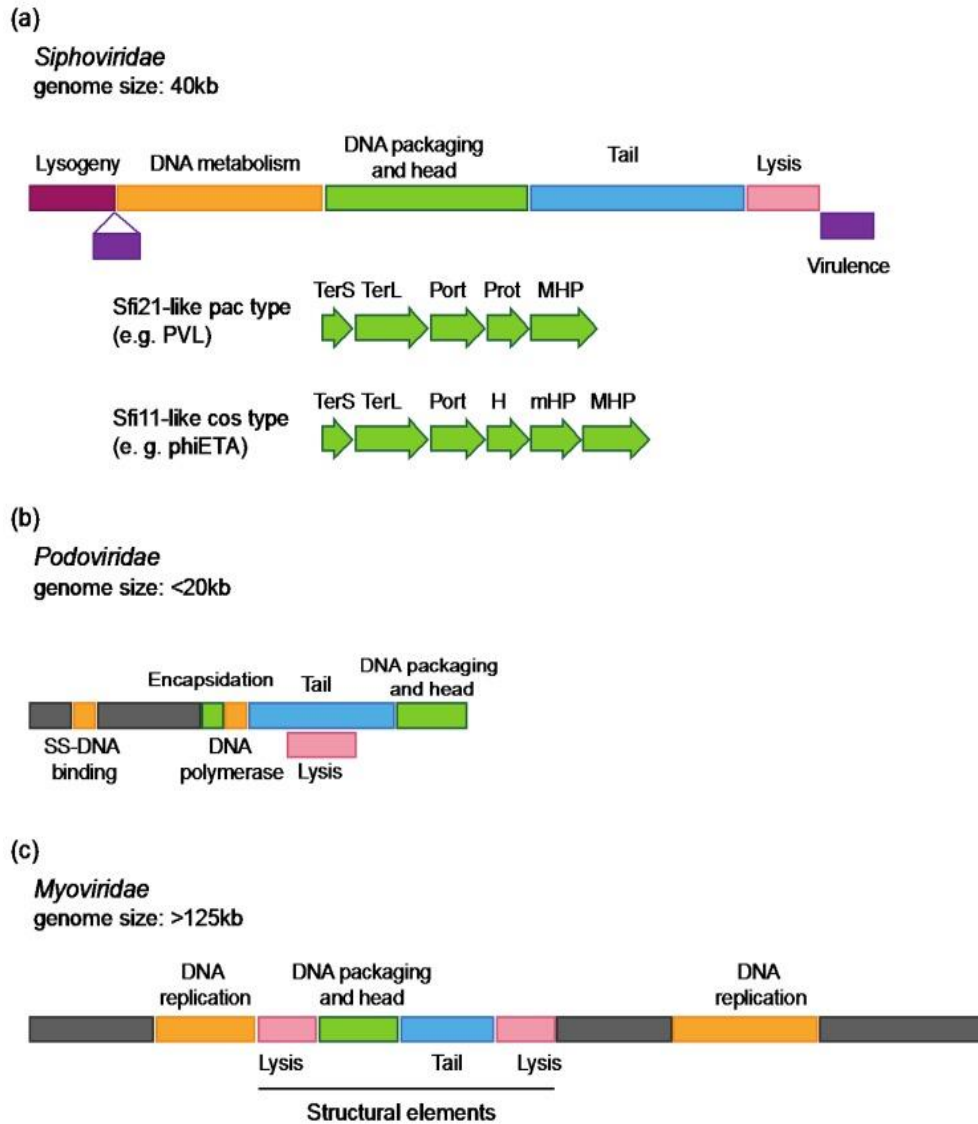 (a)
Siphoviridae
genome size: 40kb
Lysogeny
DNA metabolism
DNA packaging
and head
Tail
Lysis
Virulence
Sfi21-like pac type
(e.g. PVL)
TerS TerL Port Prot MHP
Sfi11-like cos type
(e. g. phiETA)
TerS TerL Port H mHP MHP
(b)
Podoviridae
genome size: <20kb
Encapsidation
Tail
DNA packaging
and head
SS-DNA
binding
DNA
polymerase
Lysis
(c)
Myoviridae
genome size: >125kb
DNA
replication
DNA packaging
and head
DNA
replication
Lysis
Tail
Lysis
Structural elements